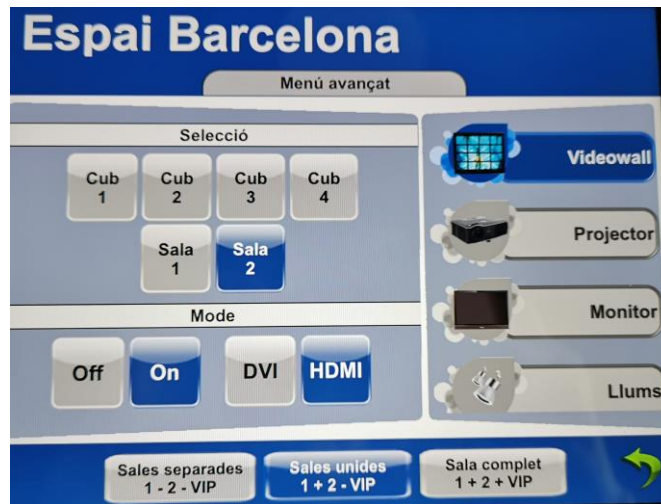 Espai Barcelona
Menú avançat
Selecció
Cub
1
Cub
2
Cub
3
Cub
4
Sala
1
Sala
2
Mode
Off
On
DVI
HDMI
Videowall
Projector
Monitor
Llums
Sales separades
1 - 2 - VIP
Sales unides
1 + 2 - VIP
Sala complet
1 + 2 + VIP